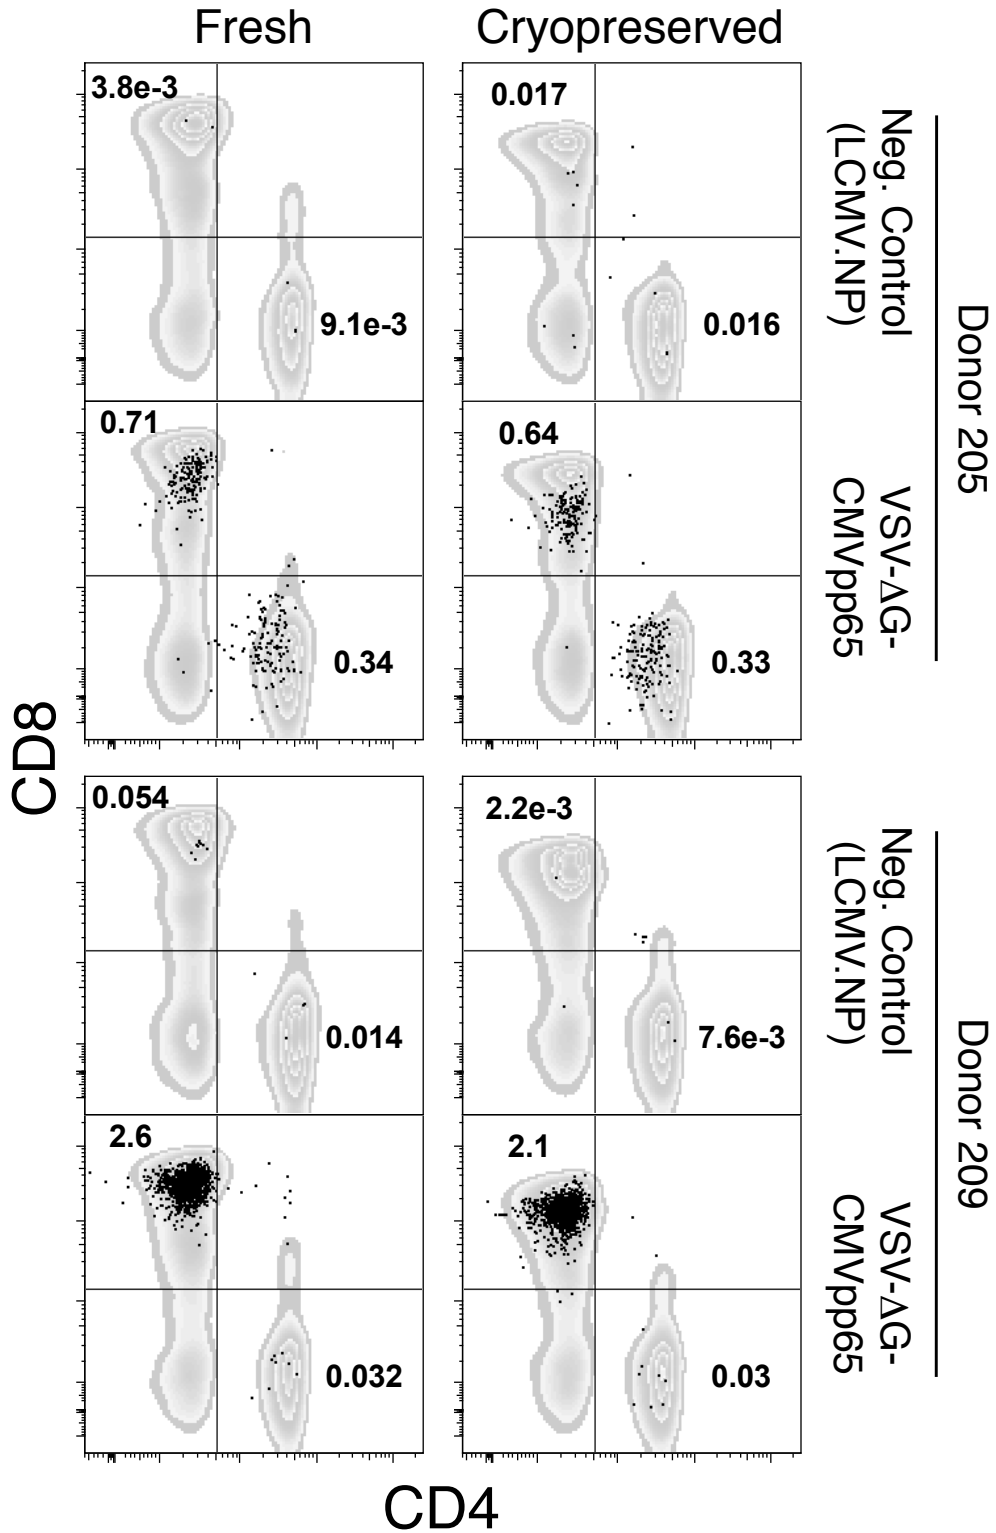 Fresh
Cryopreserved
3.8e-3
0.017
Neg. Control
(LCMV.NP)
9.1e-3
0.016
Donor 205
0.71
0.64
VSV-ΔG-
CMVpp65
0.34
0.33
CD8
0.054
2.2e-3
Neg. Control
(LCMV.NP)
0.014
7.6e-3
Donor 209
2.6
2.1
VSV-ΔG-
CMVpp65
0.032
0.03
CD4